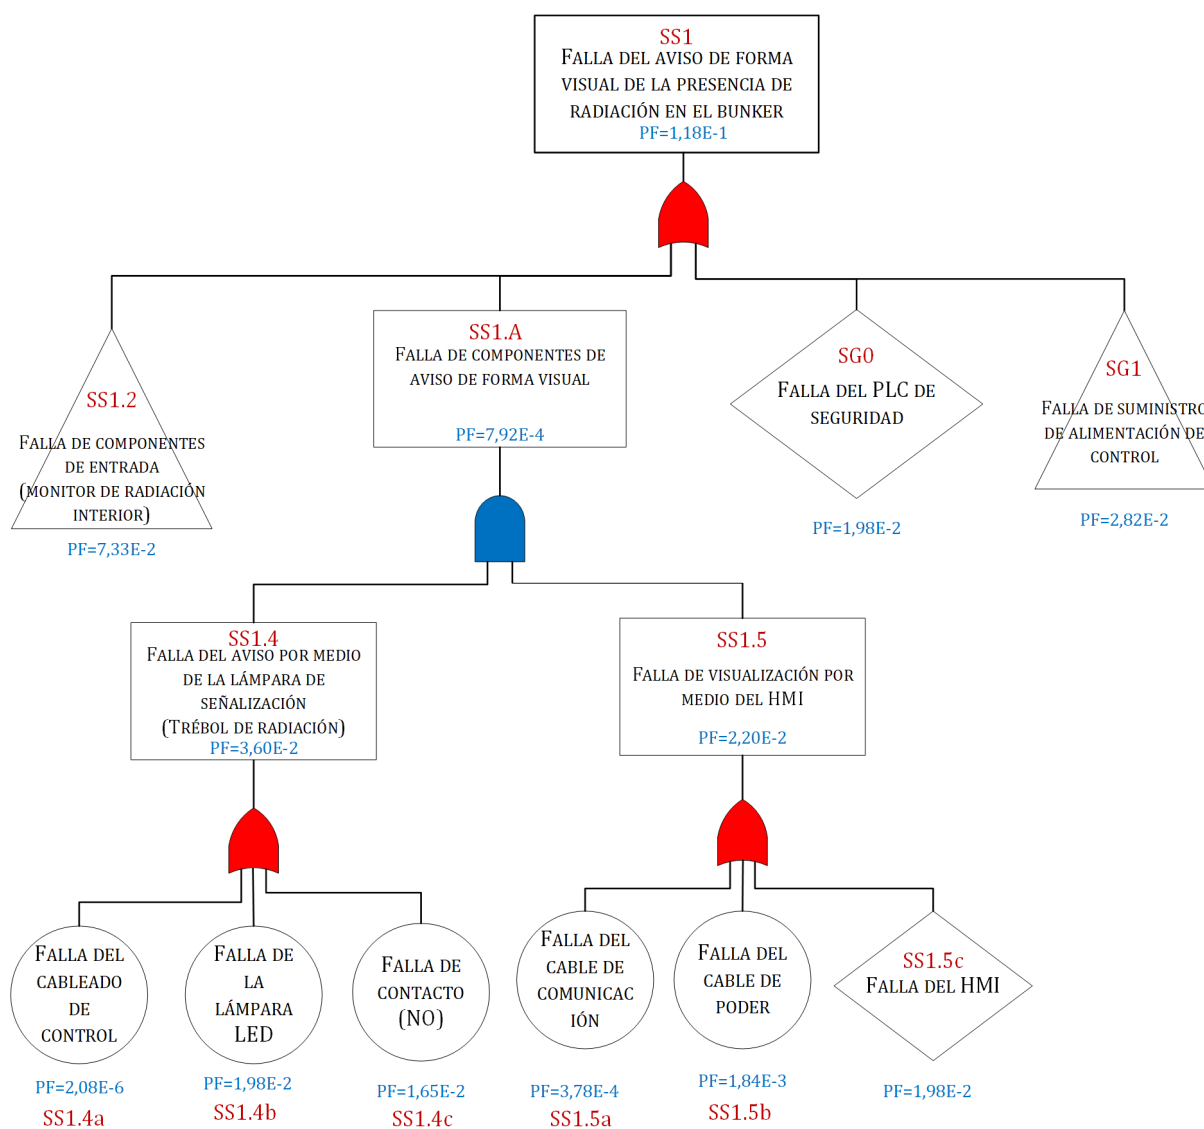 SS1
FALLA DEL AVISO DE FORMA
VISUAL DE LA PRESENCIA DE
RADIACIÓN EN EL BUNKER
PF=1,18E-1
SS1.2
FALLA DE COMPONENTES
DE ENTRADA
(MONITOR DE RADIACIÓN
INTERIOR)
PF=7,33E-2
SS1.A
FALLA DE COMPONENTES DE
AVISO DE FORMA VISUAL
PF=7,92E-4
SG0
FALLA DEL PLC DE
SEGURIDAD
PF=1,98E-2
SG1
FALLA DE SUMINISTRO
DE ALIMENTACIÓN DE
CONTROL
PF=2,82E-2
SS1.4
FALLA DEL AVISO POR MEDIO
DE LA LÁMPARA DE
SEÑALIZACIÓN
(TRÉBOL DE RADIACIÓN)
PF=3,60E-2
SS1.5
FALLA DE VISUALIZACIÓN POR
MEDIO DEL HMI
PF=2,20E-2
FALLA DEL
CABLEADO
DE
CONTROL
PF=2,08E-6
SS1.4a
FALLA DE
LA
LÁMPARA
LED
PF=1,98E-2
SS1.4b
FALLA DE
CONTACTO
(NO)
PF=1,65E-2
SS1.4c
FALLA DEL
CABLE DE
COMUNICAC
IÓN
PF=3,78E-4
SS1.5a
FALLA DEL
CABLE DE
PODER
PF=1,84E-3
SS1.5b
SS1.5c
FALLA DEL HMI
PF=1,98E-2